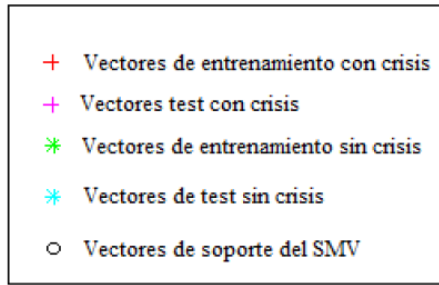 Vectores de entrenamiento con crisis
Vectores test con crisis
Vectores de entrenamiento sin crisis
Vectores de test sin crisis
Vectores de soporte del SMV